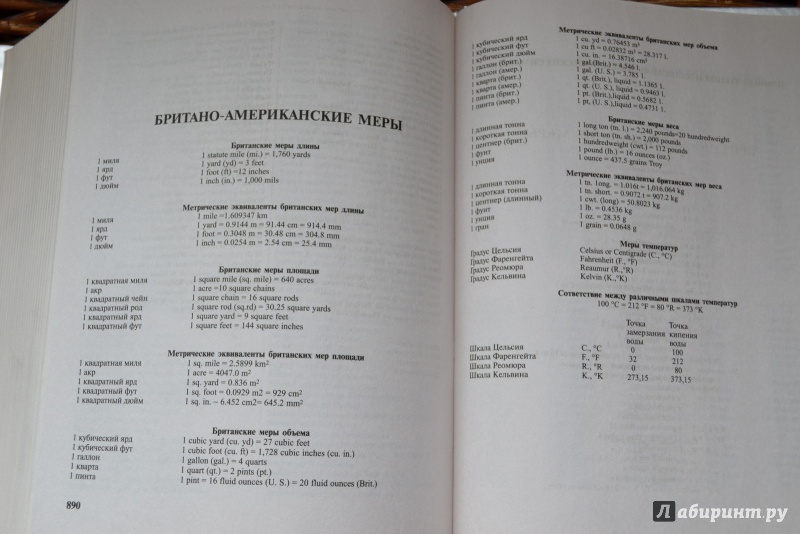 БРИТАНО-АМЕРИКАНСКИЕ МЕРЫ
Британские меры длины
1 миля 1 statute mile (mi.) = 1,760 yards
1 ярд 1 yard (yd) = 3 feet
1 фут 1 foot (ft) =12 inches
1 дюйм 1 inch (in.) = 1,000 mils
Метрические эквиваленты британских мер длины
1 миля 1 mile =1.609347 km
1 ярд 1 yard = 0.9144 m = 91.44 cm = 914.4 mm
1 фут 1 foot = 0.3048 m = 30.48 cm = 304.8 mm
1 дюйм 1 inch = 0.0254 m = 2.54 cm = 25.4 mm
Британские меры площади
1 квадратная миля 1 square mile (sq. mile) = 640 acres
1 акр 1 acre =10 square chains
1 квадратный чейн 1 square chain = 16 square rods
1 квадратный род 1 square rod (sq.rd) = 30.25 square yards
1 квадратный ярд 1 square yard = 9 square feet
1 квадратный фут 1 square feet = 144 square inches
Метрические эквиваленты британских мер площади
1 квадратная миля 1 sq. mile = 2.5899 km²
1 акр 1 acre = 4047.0 m²
1 квадратный ярд 1 sq. yard = 0.836 m²
1 квадратный фут 1 sq. foot = 0.0929 m2 = 929 cm²
1 квадратный дюйм 1 sq. in. ~ 6.452 cm2= 645.2 mm²
Британские меры объема
1 кубический ярд 1 cubic yard (cu. yd) = 27 cubic feet
1 кубический фут 1 cubic foot (cu. ft) = 1,728 cubic inches (cu. in.)
1 галлон 1 gallon (gal.) = 4 quarts
1 кварта 1 quart (qt.) = 2 pints (pt.)
1 пинта 1 pint = 16 fluid ounces (U. S.) = 20 fluid ounces (Brit.)
890
Метрические эквиваленты британских мер объема
1 кубический ярд 1 cu. yd = 0.76453 m³
1 кубический фут 1 cu ft = 0.02832 m³ = 28.317 l.
1 кубический дюйм 1 cu. in. = 16.38716 cm³
1 галлон (брит.) 1 gal.(Brit.) = 4.546 l.
1 галлон (амер.) 1 gal. (U. S.) = 3.785 l.
1 кварта (брит.) 1 qt. (Brit.), liquid = 1.1365 l.
1 кварта (амер.) 1 qt. (U. S.), liquid = 0.9463 l.
1 пинта (брит.) 1 pt. (Brit.),liquid = 0.5682 l.
1 пинта (амер.) 1 pt, (U. S.),liquid = 0.4731 l.
Британские меры веса
1 длинная тонна 1 long ton (tn. l.) = 2,240 pounds=20 hundredweight
1 короткая тонна 1 short ton (tn. sh.) = 2,000 pounds
1 центнер (брит.) 1 hundredweight (cwt.) = 112 pounds
1 фунт 1 pound (lb.) = 16 ounces (oz.)
1 унция 1 ounce = 437.5 grains Troy
Метрические эквиваленты британских мер веса
1 длинная тонна 1 tn. 1ong. = 1.016t = 1,016.064 kg
1 короткая тонна 1 tn. short. = 0.9072 t = 907.2 kg
1 центнер (длинный) 1 cwt. (long) = 50.8023 kg
1 фунт 1 lb. = 0.4536 kg
1 унция 1 oz. = 28.35 g
1 гран 1 grain = 0.0648 g
Меры температур
Градус Цельсия Celsius or Centigrade (C., °C)
Градус Фаренгейта Fahrenheit (F., °F)
Градус Реомюра Reaumur (R.,°R)
Градус Кельвина Kelvin (K.,°K)
Соответствие между различными шкалами температур
100 °C = 212 °F = 80 °R = 373 °K
Точка Точка
замерзания кипения
воды воды
Шкала Цельсия C., °C 0 100
Шкала Фаренгейта F., °F 32 212
Шкала Реомюра R., °R 0 80
Шкала Кельвина K., °K 273,15 373,15
Лабиринт.ру